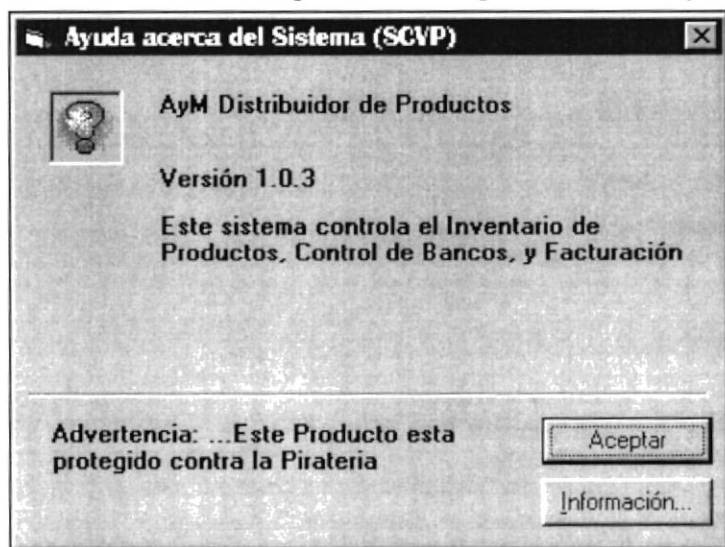 Ayuda acerca del Sistema (SCVP)
AyM Distribuidor de Productos
Versión 1.0.3
Este sistema controla el Inventario de
Productos, Control de Bancos, y Facturación
Advertencia: ...Este Producto esta
protegido contra la Pirateria
Aceptar
Información...